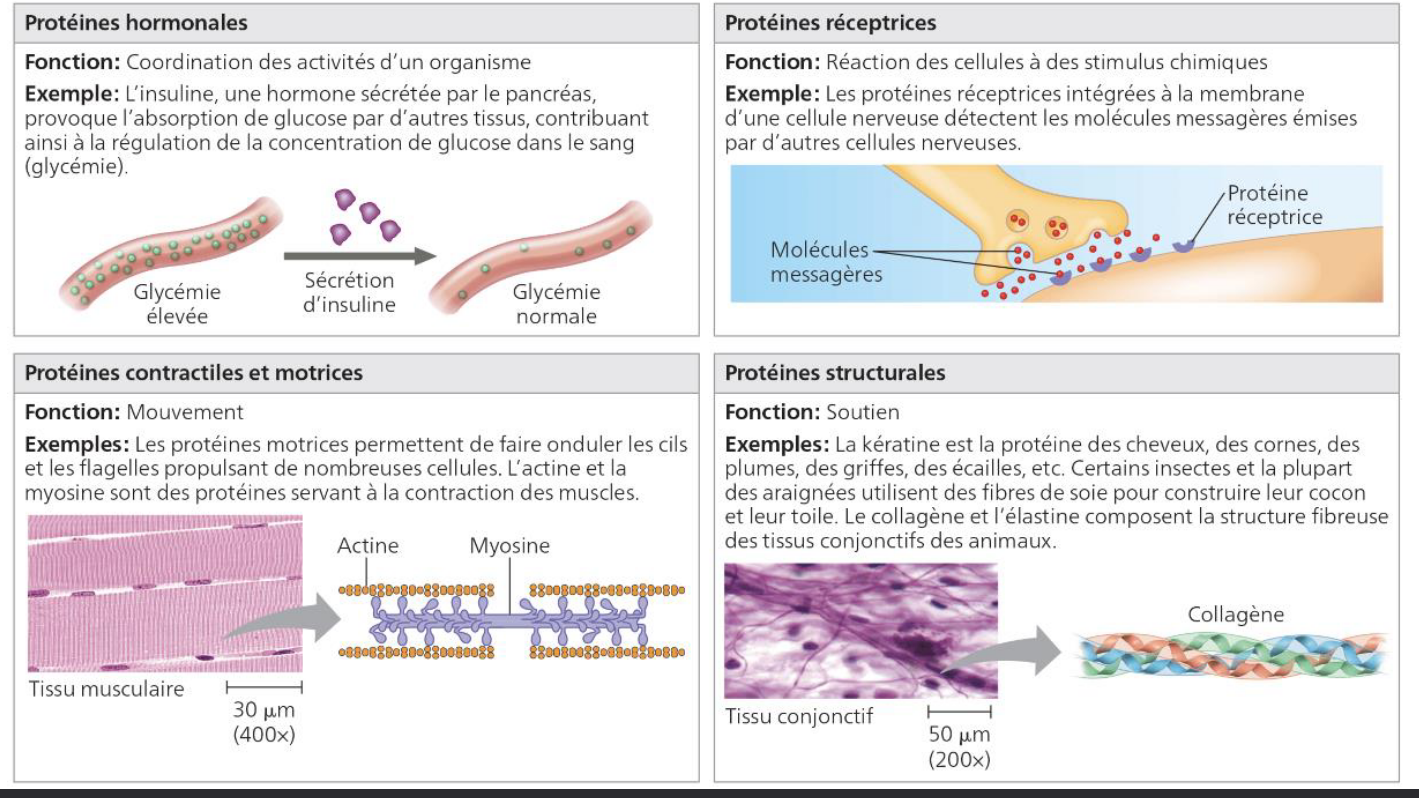 Protéines hormonales
Fonction: Coordination des activités d'un organisme
Exemple: L'insuline, une hormone sécrétée par le pancréas,
provoque l'absorption de glucose par d'autres tissus, contribuant
ainsi à la régulation de la concentration de glucose dans le sang
(glycémie).
Glycémie
élevée
Sécrétion
d'insuline
Glycémie
normale
Protéines réceptrices
Fonction: Réaction des cellules à des stimulus chimiques
Exemple: Les protéines réceptrices intégrées à la membrane
d'une cellule nerveuse détectent les molécules messagères émises
par d'autres cellules nerveuses.
Molécules
messagères
Protéine
réceptrice
Protéines contractiles et motrices
Fonction: Mouvement
Exemples: Les protéines motrices permettent de faire onduler les cils
et les flagelles propulsant de nombreuses cellules. L'actine et la
myosine sont des protéines servant à la contraction des muscles.
Actine
Myosine
Tissu musculaire
30 µm
(400×)
Protéines structurales
Fonction: Soutien
Exemples: La kératine est la protéine des cheveux, des cornes, des
plumes, des griffes, des écailles, etc. Certains insectes et la plupart
des araignées utilisent des fibres de soie pour construire leur cocon
et leur toile. Le collagène et l'élastine composent la structure fibreuse
des tissus conjonctifs des animaux.
Collagène
Tissu conjonctif
50 µm
(200×)